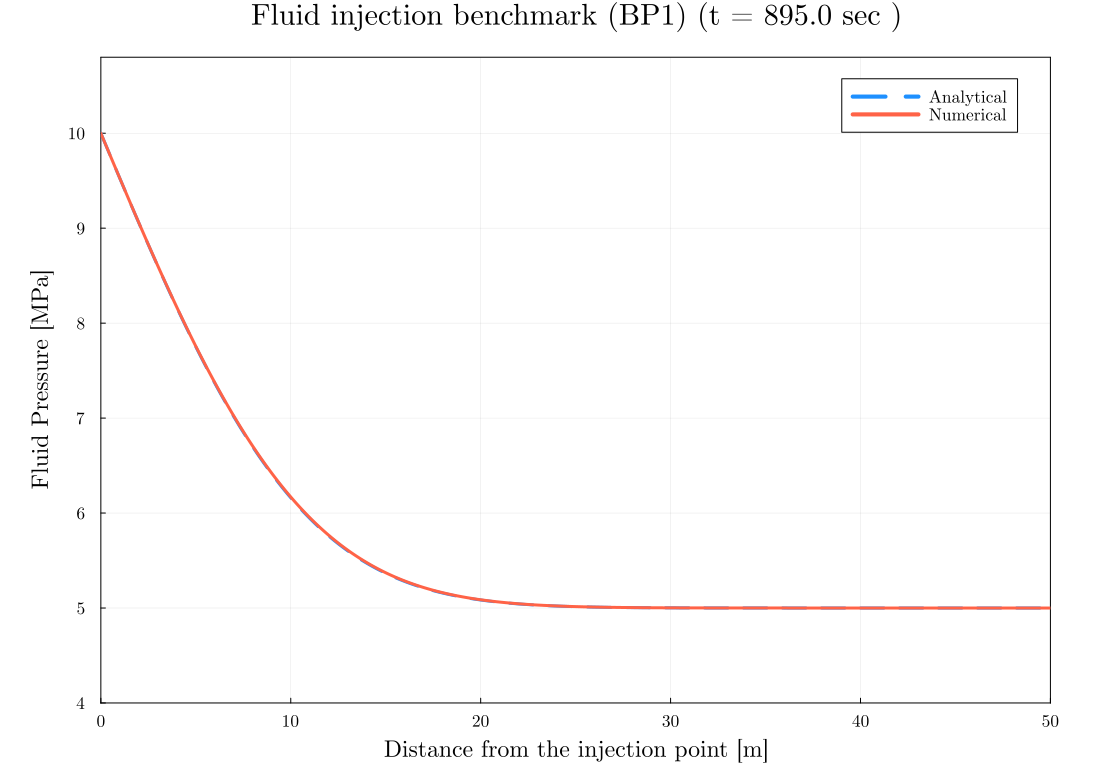 Fluid injection benchmark (BP1) (t = 895.0 sec )
Analytical
Numerical
10
9
8
7
6
5
4
Fluid Pressure [MPa]
0 10 20 30 40 50
Distance from the injection point [m]